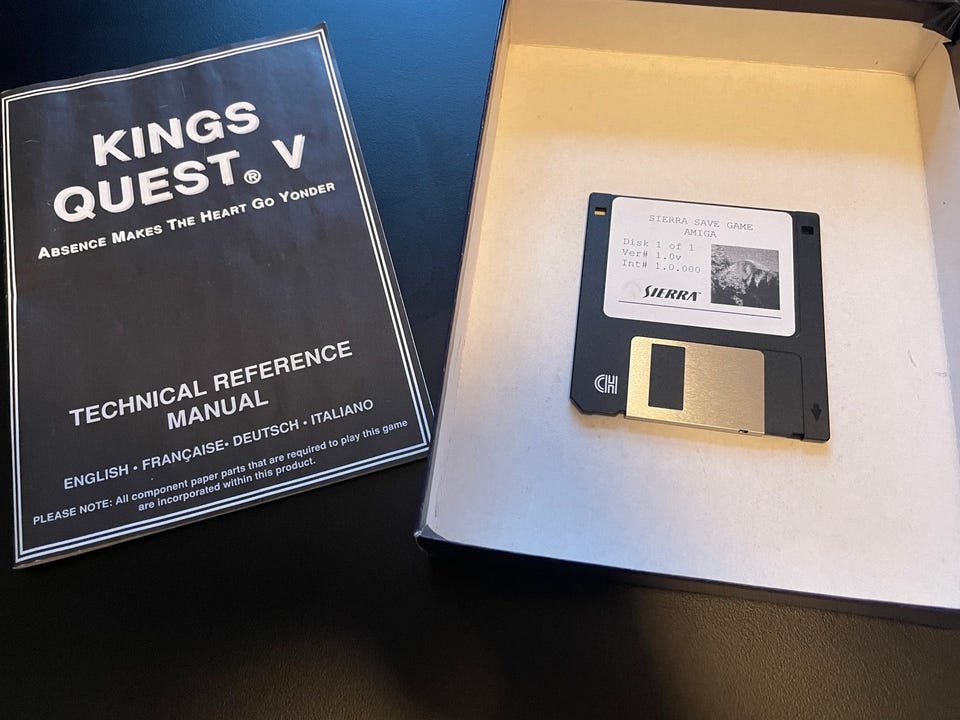 KINGS
QUEST® V
ABSENCE MAKES THE HEART GO YONDER
TECHNICAL REFERENCE
MANUAL
ENGLISH • FRANÇAISE• DEUTSCH • ITALIANO
PLEASE NOTE: All component paper parts that are required to play this game
are incorporated within this product.
SIERRA SAVE GAME
AMIGA
Disk 1 of 1
Ver# 1.0v
Int# 1.0.000
SIERRA™
CH